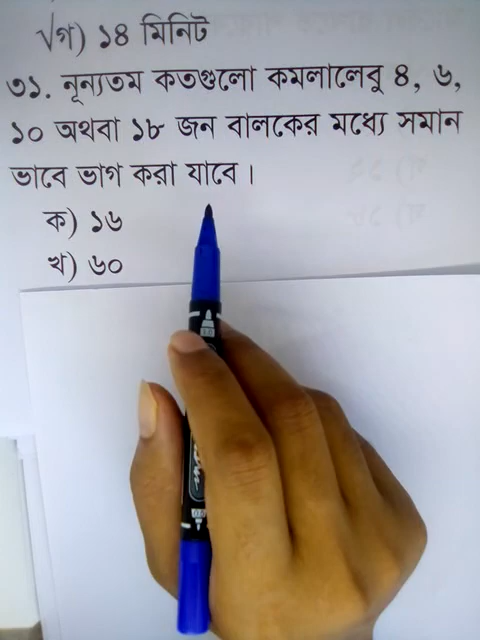 √গ) ১৪ মিনিট
৩১. নূন্যতম কতগুলো কমলালেবু ৪, ৬,
১০ অথবা ১৮ জন বালকের মধ্যে সমান
ভাবে ভাগ করা যাবে।
ক) ১৬
খ) ৬০